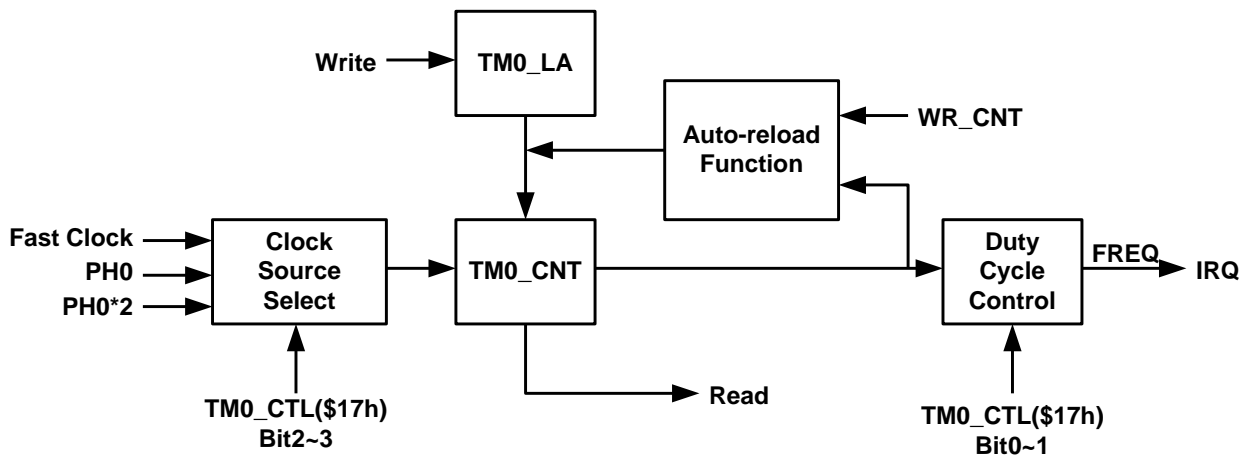 Write
TM0_LA
Auto-reload
Function
WR_CNT
Fast Clock
PH0
PH0*2
Clock
Source
Select
TM0_CNT
Duty
Cycle
Control
FREQ
IRQ
Read
TM0_CTL($17h)
Bit2~3
TM0_CTL($17h)
Bit0~1